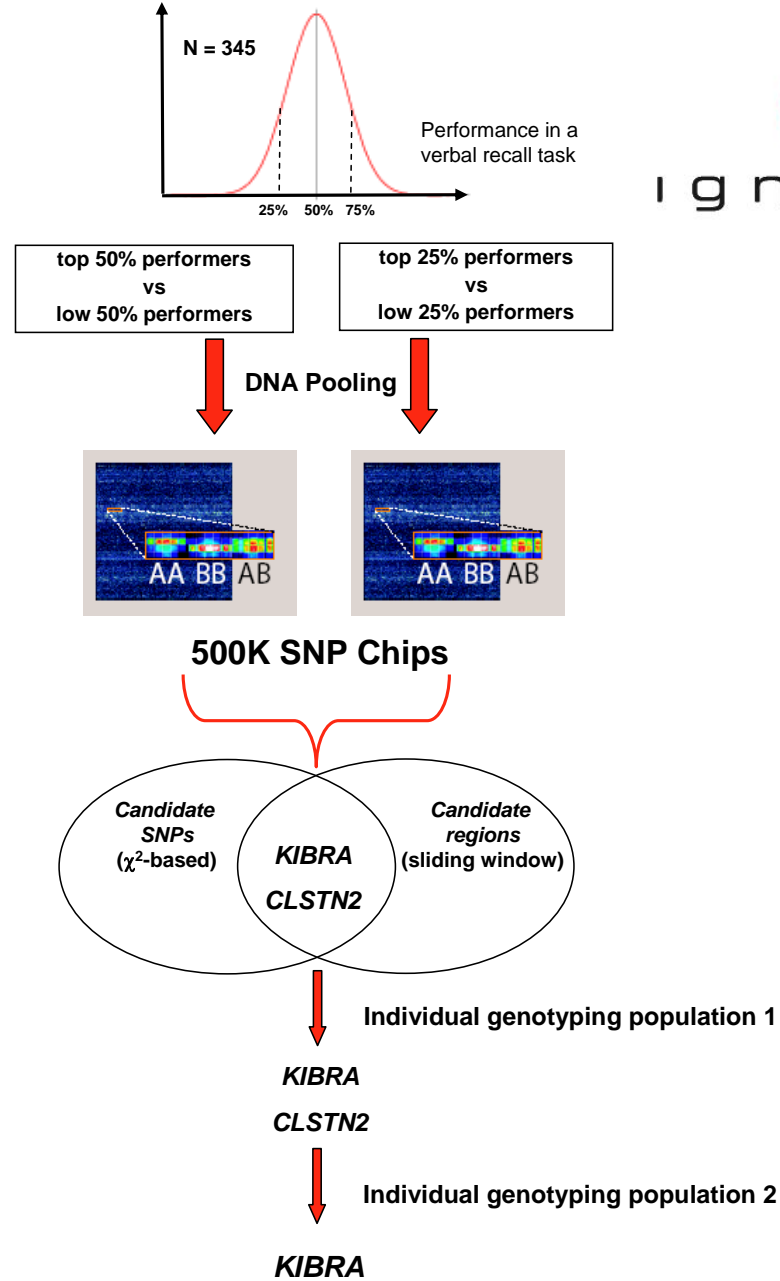 N = 345
Performance in a
verbal recall task
25% 50% 75%
top 50% performers
vs
low 50% performers
top 25% performers
vs
low 25% performers
DNA Pooling
AA BB AB
AA BB AB
500K SNP Chips
Candidate
SNPs
(χ²-based)
KIBRA
CLSTN2
Candidate
regions
(sliding window)
Individual genotyping population 1
KIBRA
CLSTN2
Individual genotyping population 2
KIBRA